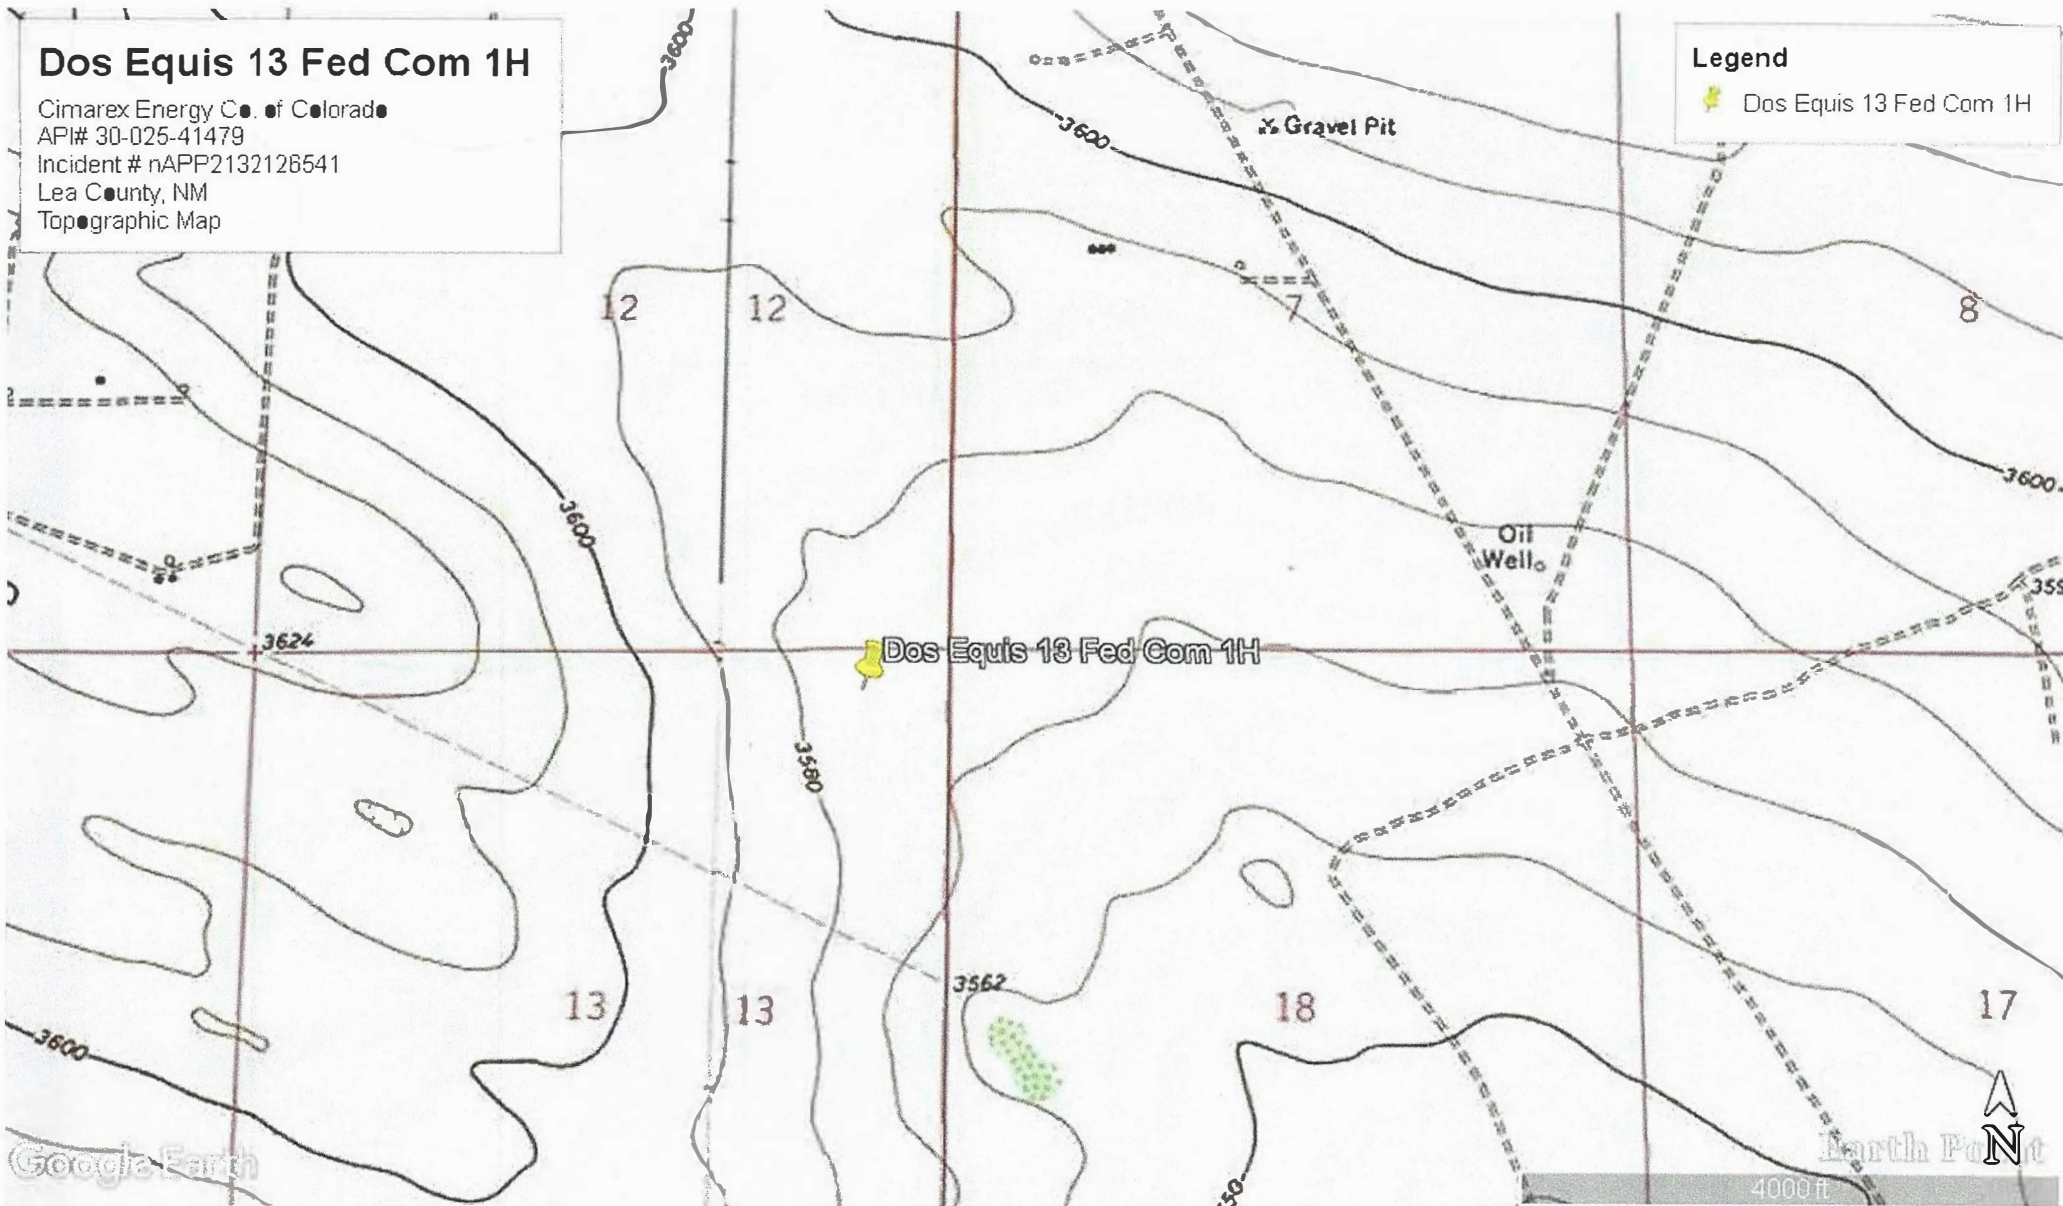 Dos Equis 13 Fed Com 1H
Cimarex Energy Co. of Colorado
API# 30-025-41479
Incident # nAPP2132126541
Lea County, NM
Topographic Map
Legend
Dos Equis 13 Fed Com 1H
3600
3600
Gravel Pit
12
12
7
8
3600
3600
Oil
Well
3624
Dos Equis 13 Fed Com 1H
3580
3562
13
13
18
17
3600
Google Earth
Earth Point
N
4000 ft